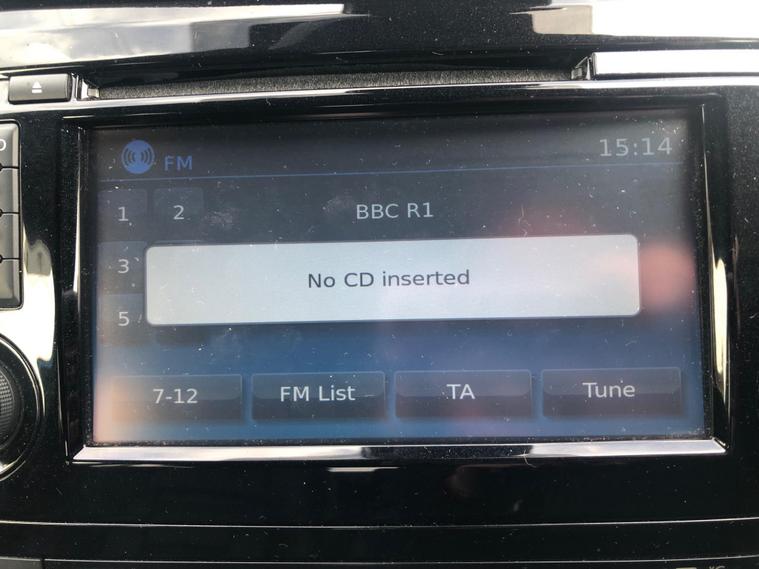 FM
15:14
1
2
BBC R1
3
No CD inserted
5
7-12
FM List
TA
Tune